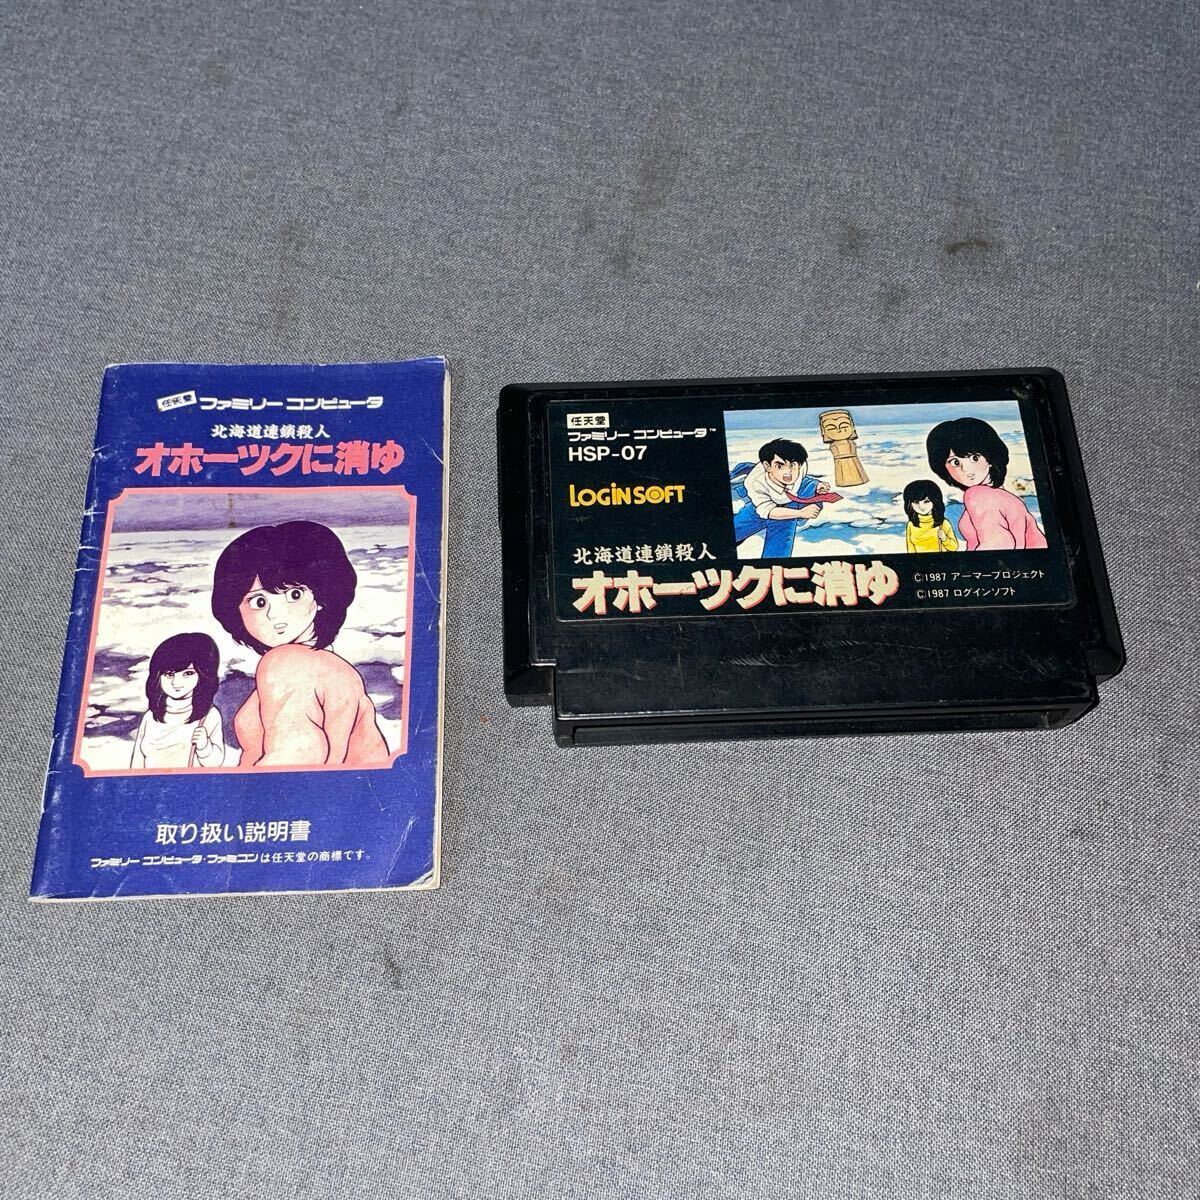 任天堂 ファミリー コンピュータ
北海道連鎖殺人
オホーツクに消ゆ
取り扱い説明書
ファミリー コンピュータ・ファミコンは任天堂の商標です。
任天堂
ファミリー コンピュータ™
HSP-07
LOGiN SOFT
北海道連鎖殺人
オホーツクに消ゆ
©1987 アーマープロジェクト
©1987 ログインソフト